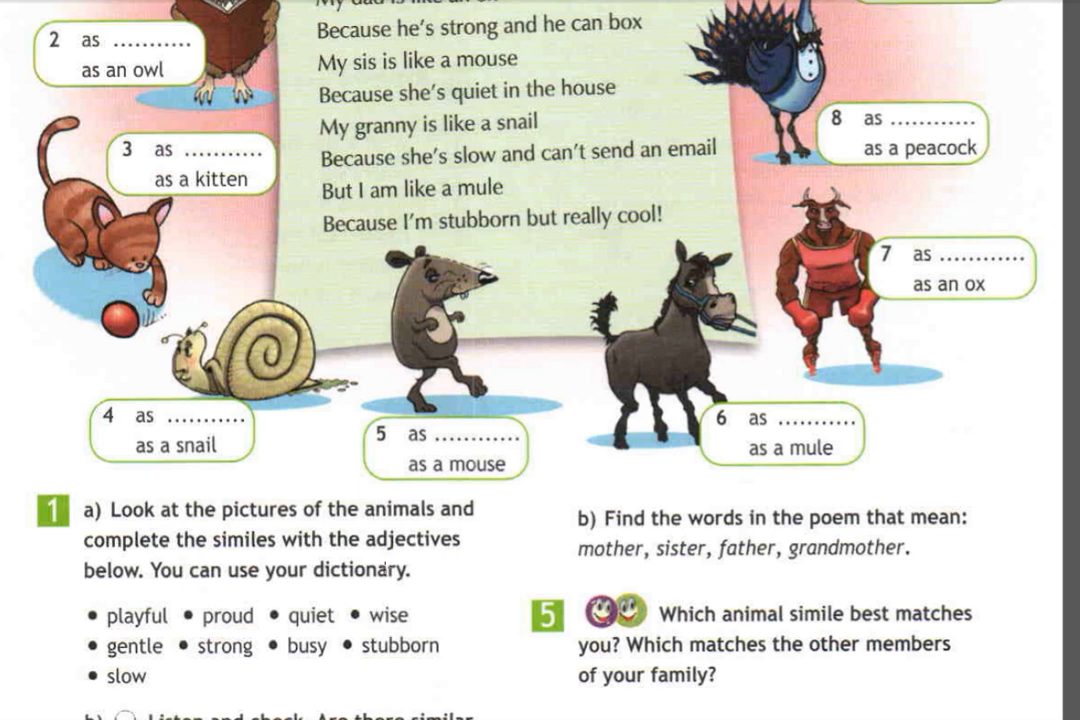 2 as ...........
as an owl
3 as ...........
as a kitten
4 as ...........
as a snail
5 as ............
as a mouse
6 as ...........
as a mule
7 as ............
as an ox
8 as ............
as a peacock
Because he's strong and he can box
My sis is like a mouse
Because she's quiet in the house
My granny is like a snail
Because she's slow and can't send an email
But I am like a mule
Because I'm stubborn but really cool!
1 a) Look at the pictures of the animals and
complete the similes with the adjectives
below. You can use your dictionary.
• playful • proud • quiet • wise
• gentle • strong • busy • stubborn
• slow
b) Listen and check. Are there similar
b) Find the words in the poem that mean:
mother, sister, father, grandmother.
5 Which animal simile best matches
you? Which matches the other members
of your family?